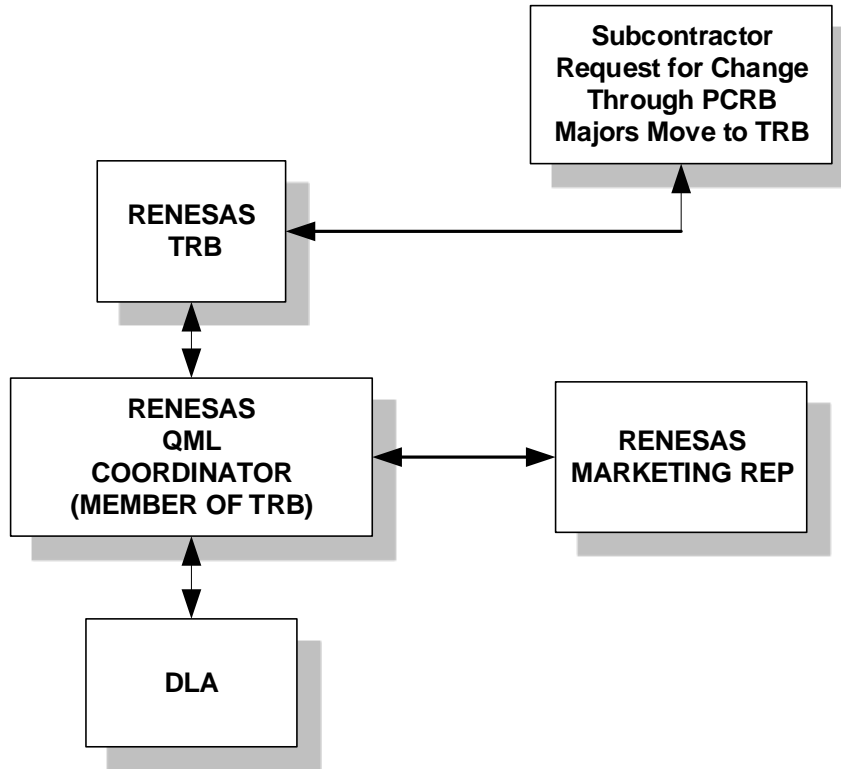 Subcontractor
Request for Change
Through PCRB
Majors Move to TRB
RENESAS
TRB
RENESAS
QML
COORDINATOR
(MEMBER OF TRB)
RENESAS
MARKETING REP
DLA